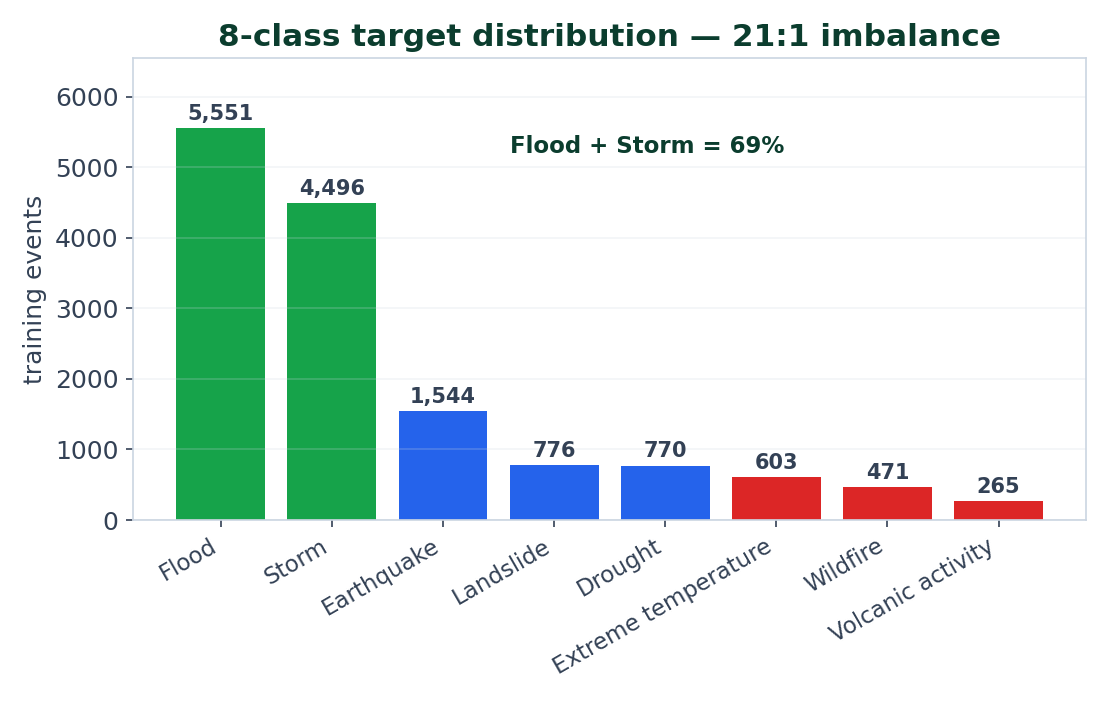 8-class target distribution — 21:1 imbalance
6000
5000
4000
3000
2000
1000
0
training events
5,551
4,496
1,544
776
770
603
471
265
Flood + Storm = 69%
Flood
Storm
Earthquake
Landslide
Drought
Extreme temperature
Wildfire
Volcanic activity